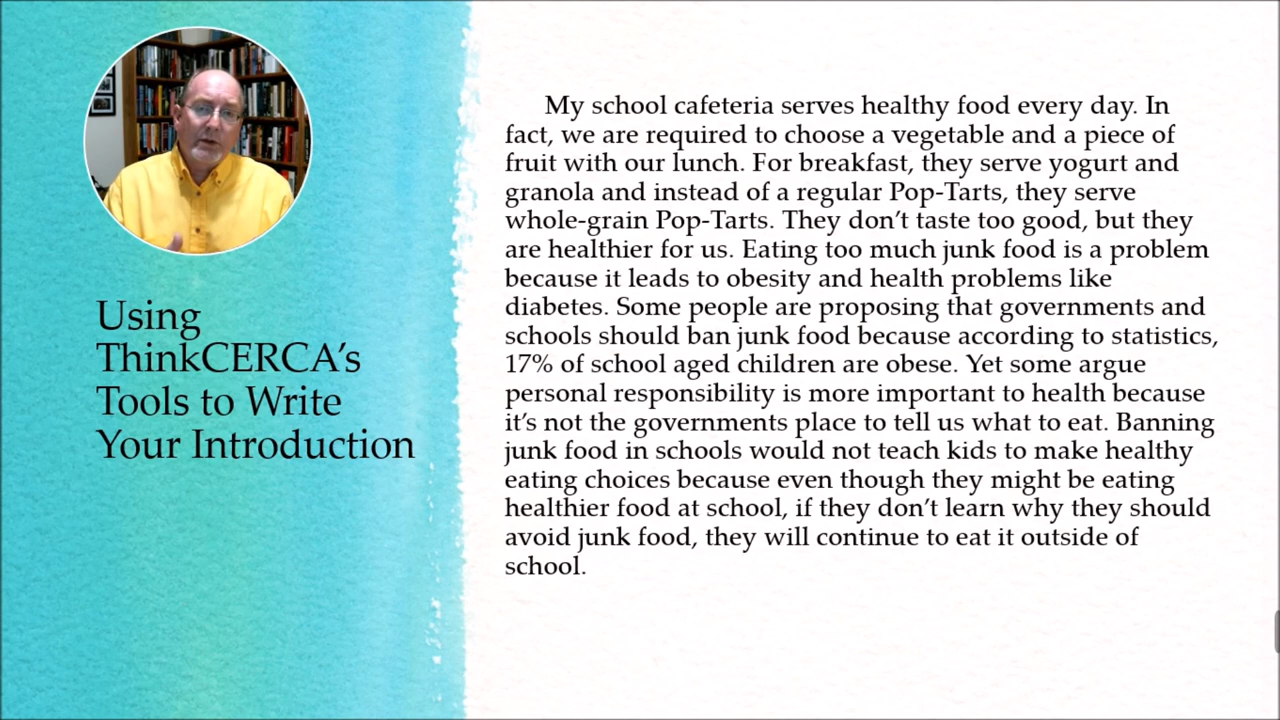 Using
ThinkCERCA’s
Tools to Write
Your Introduction
My school cafeteria serves healthy food every day. In
fact, we are required to choose a vegetable and a piece of
fruit with our lunch. For breakfast, they serve yogurt and
granola and instead of a regular Pop-Tarts, they serve
whole-grain Pop-Tarts. They don’t taste too good, but they
are healthier for us. Eating too much junk food is a problem
because it leads to obesity and health problems like
diabetes. Some people are proposing that governments and
schools should ban junk food because according to statistics,
17% of school aged children are obese. Yet some argue
personal responsibility is more important to health because
it’s not the governments place to tell us what to eat. Banning
junk food in schools would not teach kids to make healthy
eating choices because even though they might be eating
healthier food at school, if they don’t learn why they should
avoid junk food, they will continue to eat it outside of
school.